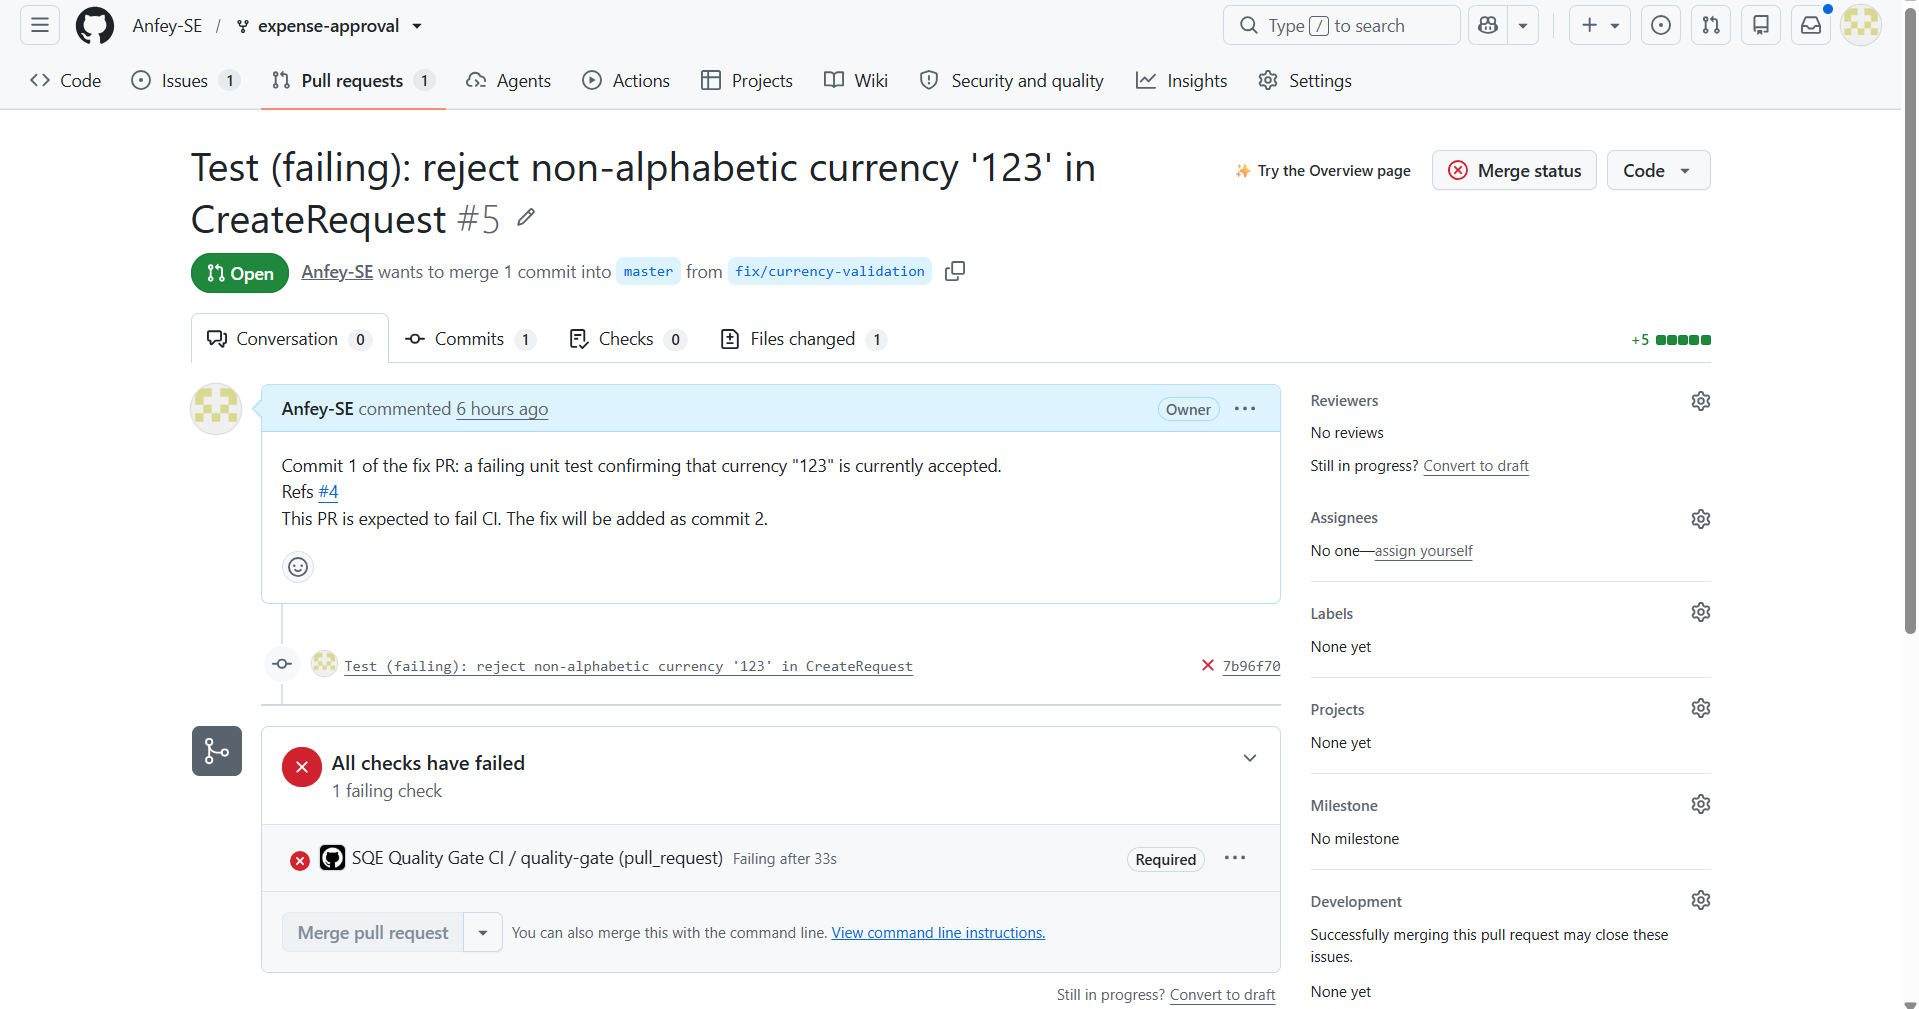 Anfey-SE / expense-approval
Type / to search
Code
Issues 1
Pull requests 1
Agents
Actions
Projects
Wiki
Security and quality
Insights
Settings
Test (failing): reject non-alphabetic currency '123' in
CreateRequest #5
Try the Overview page
Merge status
Code
Open
Anfey-SE wants to merge 1 commit into master from fix/currency-validation
Conversation 0
Commits 1
Checks 0
Files changed 1
+5
Anfey-SE commented 6 hours ago
Owner
Commit 1 of the fix PR: a failing unit test confirming that currency "123" is currently accepted.
Refs #4
This PR is expected to fail CI. The fix will be added as commit 2.
Test (failing): reject non-alphabetic currency '123' in CreateRequest
7b96f70
All checks have failed
1 failing check
SQE Quality Gate CI / quality-gate (pull_request) Failing after 33s
Required
Merge pull request
You can also merge this with the command line. View command line instructions.
Still in progress? Convert to draft
Reviewers
No reviews
Still in progress? Convert to draft
Assignees
No one—assign yourself
Labels
None yet
Projects
None yet
Milestone
No milestone
Development
Successfully merging this pull request may close these
issues.
None yet